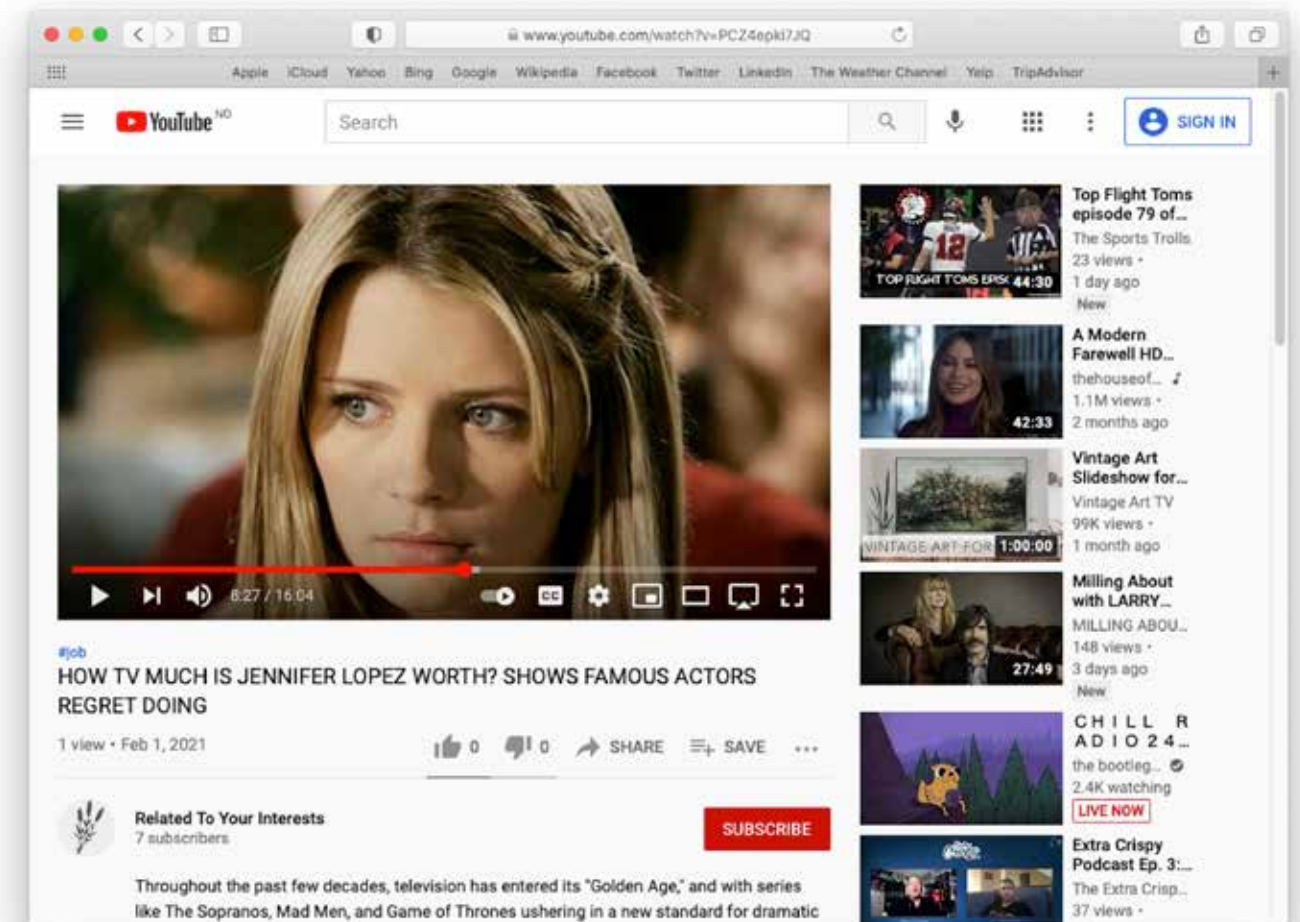 www.youtube.com/watch?v=PCZ4epki7JQ
Apple iCloud Yahoo Bing Google Wikipedia Facebook Twitter LinkedIn The Weather Channel Yelp TripAdvisor
YouTube NO
Search
SIGN IN
8:27 / 16:04
CC
#job
HOW TV MUCH IS JENNIFER LOPEZ WORTH? SHOWS FAMOUS ACTORS
REGRET DOING
1 view • Feb 1, 2021
0 0 SHARE SAVE
Related To Your Interests
7 subscribers
SUBSCRIBE
Throughout the past few decades, television has entered its "Golden Age," and with series
like The Sopranos, Mad Men, and Game of Thrones ushering in a new standard for dramatic
12
TOP FLIGHT TOMS EPISO 44:30
Top Flight Toms
episode 79 of...
The Sports Trolls
23 views •
1 day ago
New
42:33
A Modern
Farewell HD...
thehouseof...
1.1M views •
2 months ago
VINTAGE ART FOR 1:00:00
Vintage Art
Slideshow for...
Vintage Art TV
99K views •
1 month ago
27:49
Milling About
with LARRY...
MILLING ABOU...
148 views •
3 days ago
New
C H I L L R
A D I O 2 4 ...
the bootleg...
2.4K watching
LIVE NOW
Extra Crispy
Podcast Ep. 3:...
The Extra Crisp...
37 views •